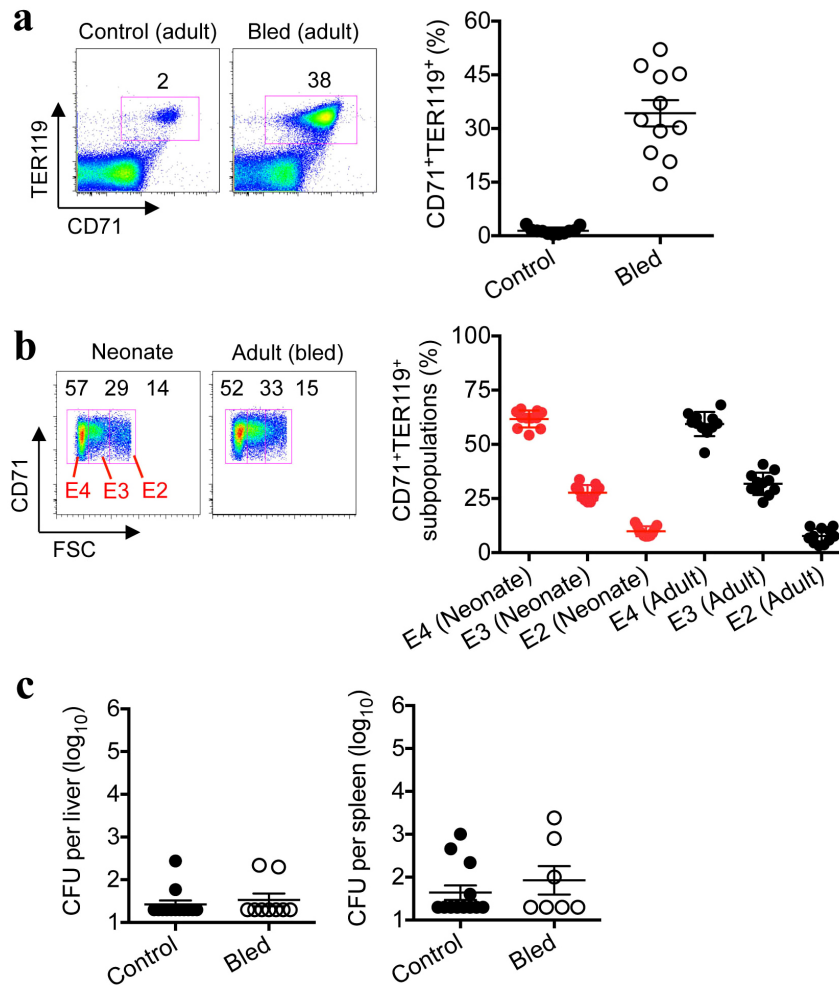 a
Control (adult)
Bled (adult)
2
38
TER119
CD71
CD71+TER119+ (%)
60
45
30
15
0
Control
Bled
b
Neonate
Adult (bled)
57 29 14
52 33 15
E4 E3 E2
CD71
FSC
CD71+TER119+
subpopulations (%)
100
75
50
25
0
E4 (Neonate)
E3 (Neonate)
E2 (Neonate)
E4 (Adult)
E3 (Adult)
E2 (Adult)
c
CFU per liver (log10)
6
5
4
3
2
1
Control
Bled
CFU per spleen (log10)
6
5
4
3
2
1
Control
Bled